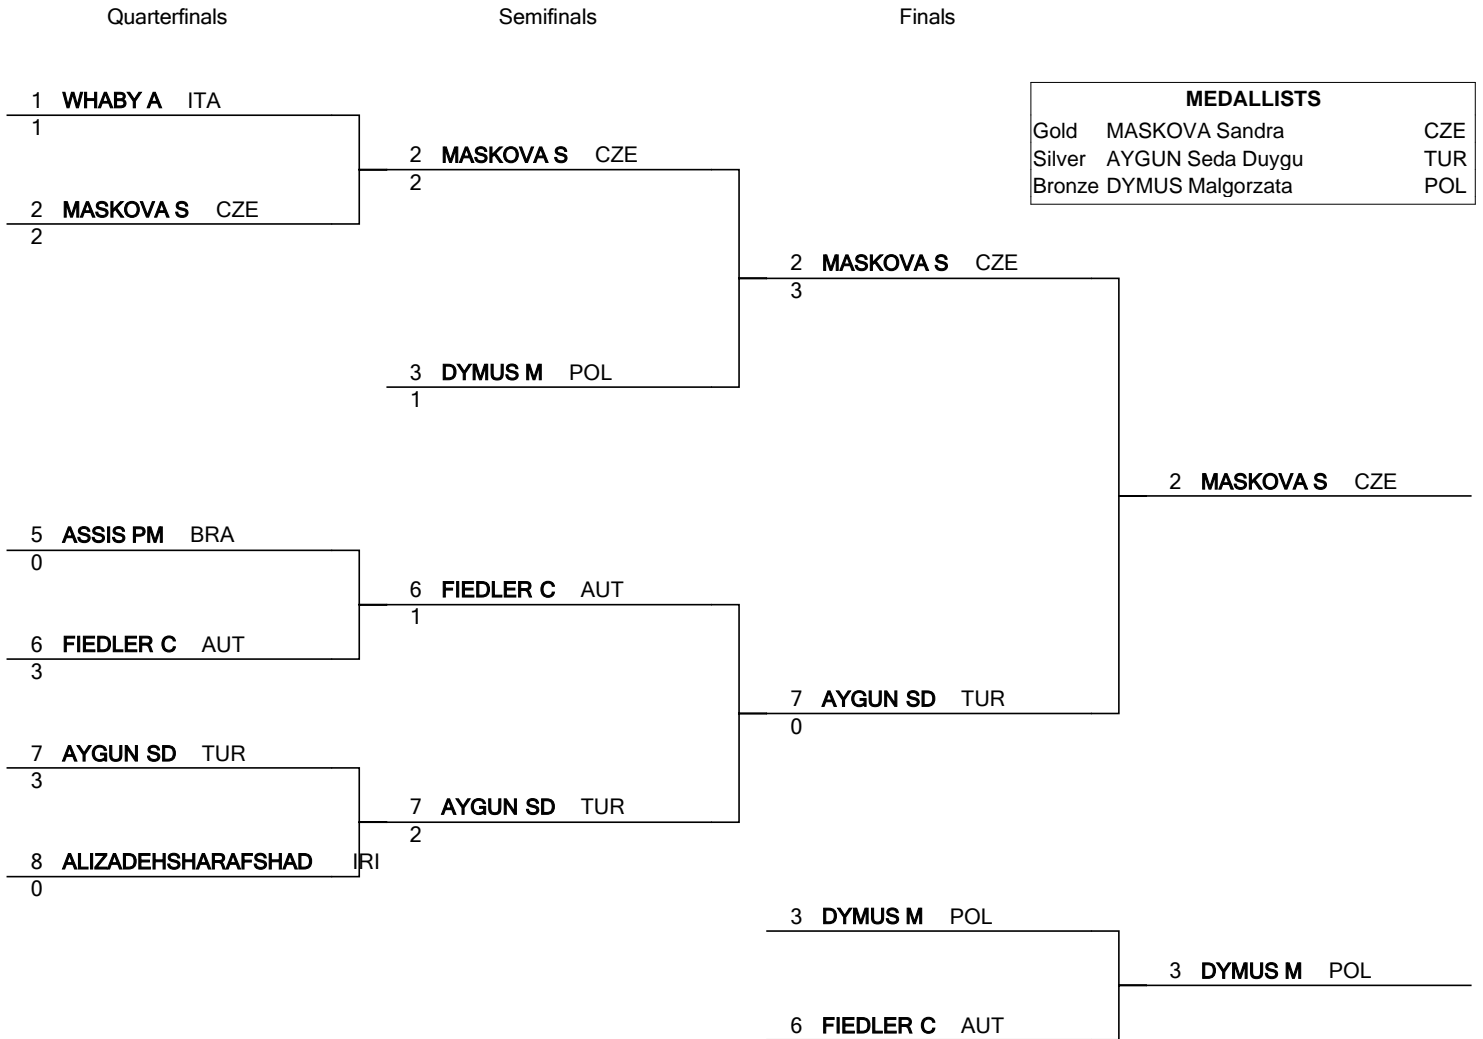 Quarterfinals Semifinals Finals
MEDALLISTS
Gold MASKOVA Sandra CZE
Silver AYGUN Seda Duygu TUR
Bronze DYMUS Malgorzata POL
1 WHABY A ITA
1
2 MASKOVA S CZE
2
2 MASKOVA S CZE
2
2 MASKOVA S CZE
3
3 DYMUS M POL
1
2 MASKOVA S CZE
5 ASSIS PM BRA
0
6 FIEDLER C AUT
1
6 FIEDLER C AUT
3
7 AYGUN SD TUR
0
7 AYGUN SD TUR
3
7 AYGUN SD TUR
2
8 ALIZADEHSHARAFSHAD IRI
0
3 DYMUS M POL
3 DYMUS M POL
6 FIEDLER C AUT